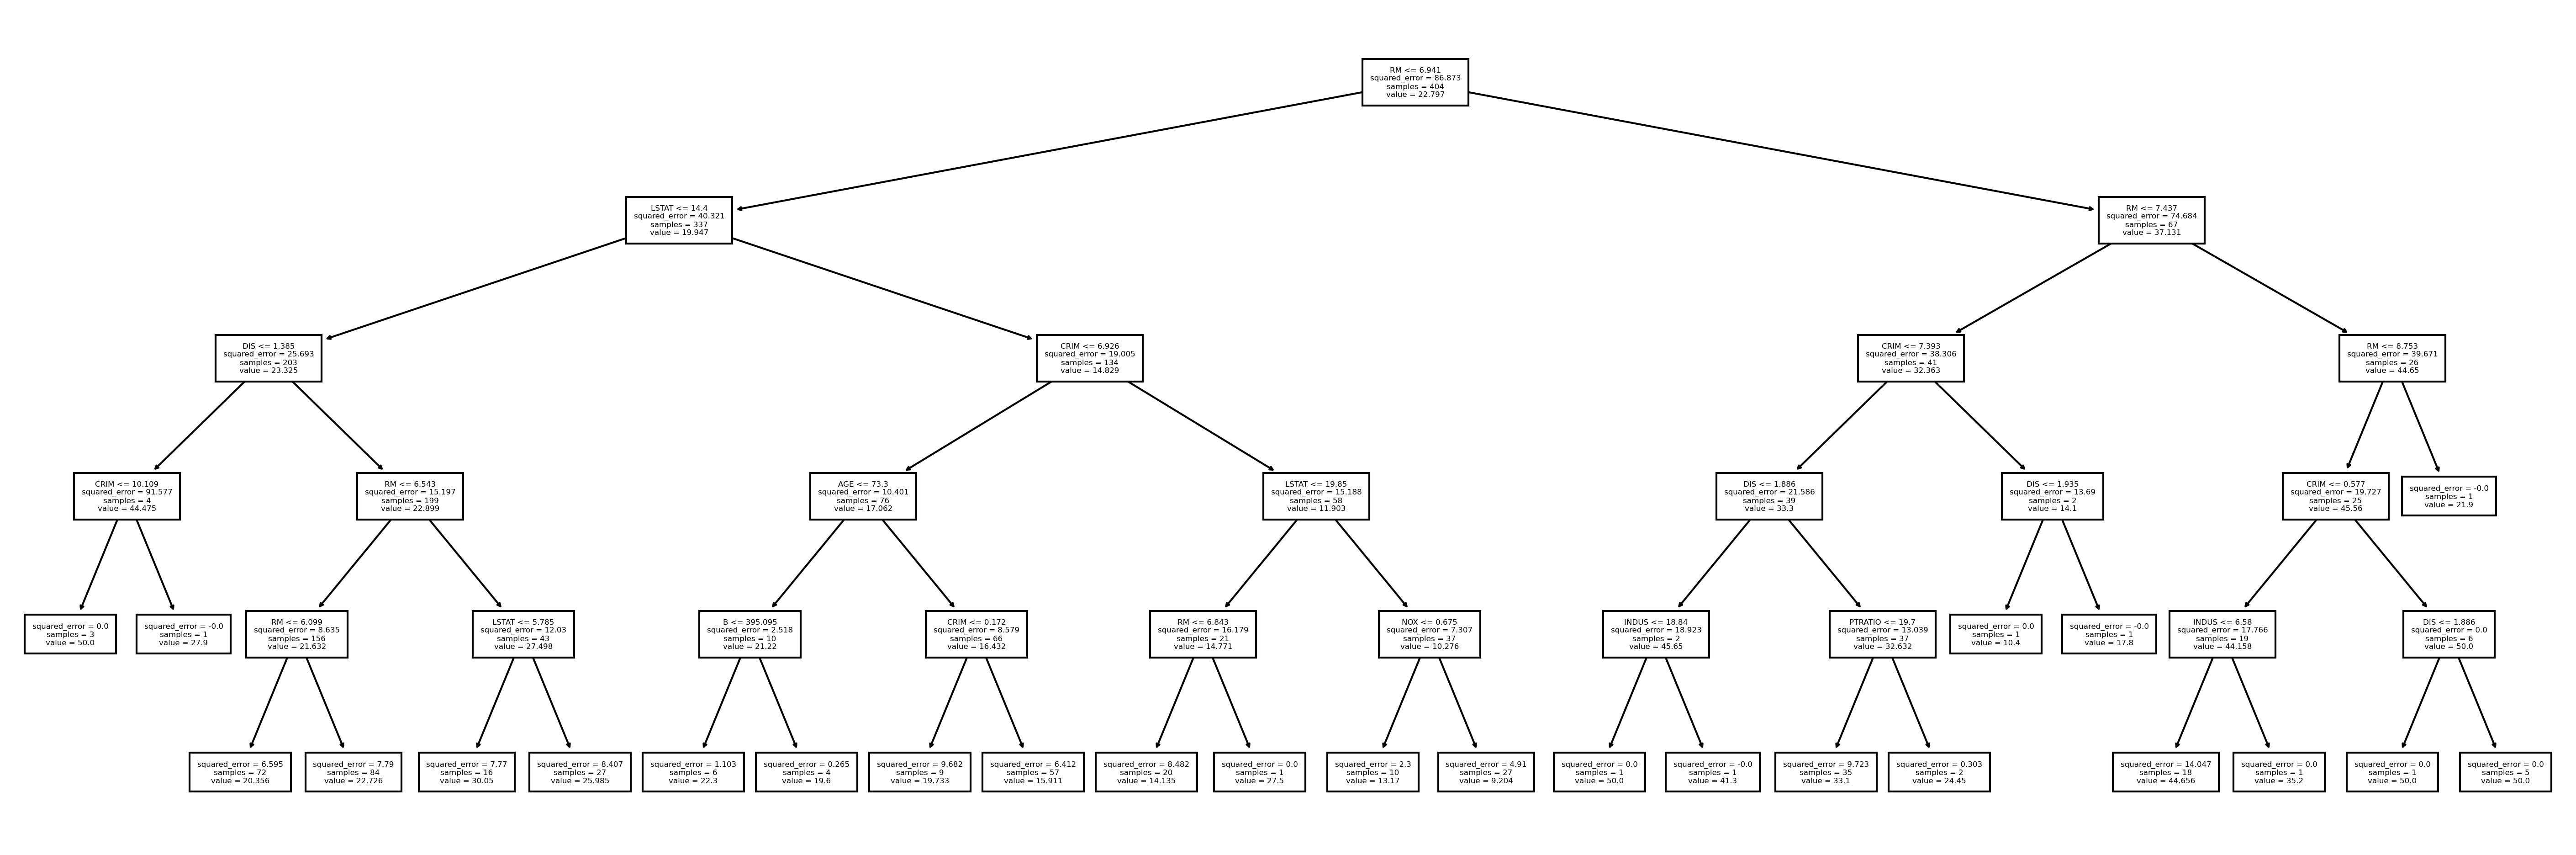 RM <= 6.941
squared_error = 86.873
samples = 404
value = 22.797
LSTAT <= 14.4
squared_error = 40.321
samples = 337
value = 19.947
RM <= 7.437
squared_error = 74.684
samples = 67
value = 37.131
DIS <= 1.385
squared_error = 25.693
samples = 203
value = 23.325
CRIM <= 6.926
squared_error = 19.005
samples = 134
value = 14.829
CRIM <= 7.393
squared_error = 38.306
samples = 41
value = 32.363
RM <= 8.753
squared_error = 39.671
samples = 26
value = 44.65
CRIM <= 10.109
squared_error = 91.577
samples = 4
value = 44.475
RM <= 6.543
squared_error = 15.197
samples = 199
value = 22.899
AGE <= 73.3
squared_error = 10.401
samples = 76
value = 17.062
LSTAT <= 19.85
squared_error = 15.188
samples = 58
value = 11.903
DIS <= 1.886
squared_error = 21.586
samples = 39
value = 33.3
DIS <= 1.935
squared_error = 13.69
samples = 2
value = 14.1
CRIM <= 0.577
squared_error = 19.727
samples = 25
value = 45.56
squared_error = -0.0
samples = 1
value = 21.9
squared_error = 0.0
samples = 3
value = 50.0
squared_error = -0.0
samples = 1
value = 27.9
RM <= 6.099
squared_error = 8.635
samples = 156
value = 21.632
LSTAT <= 5.785
squared_error = 12.03
samples = 43
value = 27.498
B <= 395.095
squared_error = 2.518
samples = 10
value = 21.22
CRIM <= 0.172
squared_error = 8.579
samples = 66
value = 16.432
RM <= 6.843
squared_error = 16.179
samples = 21
value = 14.771
NOX <= 0.675
squared_error = 7.307
samples = 37
value = 10.276
INDUS <= 18.84
squared_error = 18.923
samples = 2
value = 45.65
PTRATIO <= 19.7
squared_error = 13.039
samples = 37
value = 32.632
squared_error = 0.0
samples = 1
value = 10.4
squared_error = -0.0
samples = 1
value = 17.8
INDUS <= 6.58
squared_error = 17.766
samples = 19
value = 44.158
DIS <= 1.886
squared_error = 0.0
samples = 6
value = 50.0
squared_error = 6.595
samples = 72
value = 20.356
squared_error = 7.79
samples = 84
value = 22.726
squared_error = 7.77
samples = 16
value = 30.05
squared_error = 8.407
samples = 27
value = 25.985
squared_error = 1.103
samples = 6
value = 22.3
squared_error = 0.265
samples = 4
value = 19.6
squared_error = 9.682
samples = 9
value = 19.733
squared_error = 6.412
samples = 57
value = 15.911
squared_error = 8.482
samples = 20
value = 14.135
squared_error = 0.0
samples = 1
value = 27.5
squared_error = 2.3
samples = 10
value = 13.17
squared_error = 4.91
samples = 27
value = 9.204
squared_error = 0.0
samples = 1
value = 50.0
squared_error = -0.0
samples = 1
value = 41.3
squared_error = 9.723
samples = 35
value = 33.1
squared_error = 0.303
samples = 2
value = 24.45
squared_error = 14.047
samples = 18
value = 44.656
squared_error = 0.0
samples = 1
value = 35.2
squared_error = 0.0
samples = 1
value = 50.0
squared_error = 0.0
samples = 5
value = 50.0